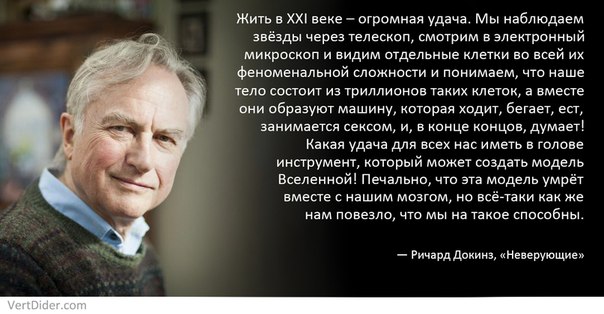 Жить в XXI веке – огромная удача. Мы наблюдаем
звёзды через телескоп, смотрим в электронный
микроскоп и видим отдельные клетки во всей их
феноменальной сложности и понимаем, что наше
тело состоит из триллионов таких клеток, а вместе
они образуют машину, которая ходит, бегает, ест,
занимается сексом, и, в конце концов, думает!
Какая удача для всех нас иметь в голове
инструмент, который может создать модель
Вселенной! Печально, что эта модель умрёт
вместе с нашим мозгом, но всё-таки как же
нам повезло, что мы на такое способны.
— Ричард Докинз, «Неверующие»
VertDider.com